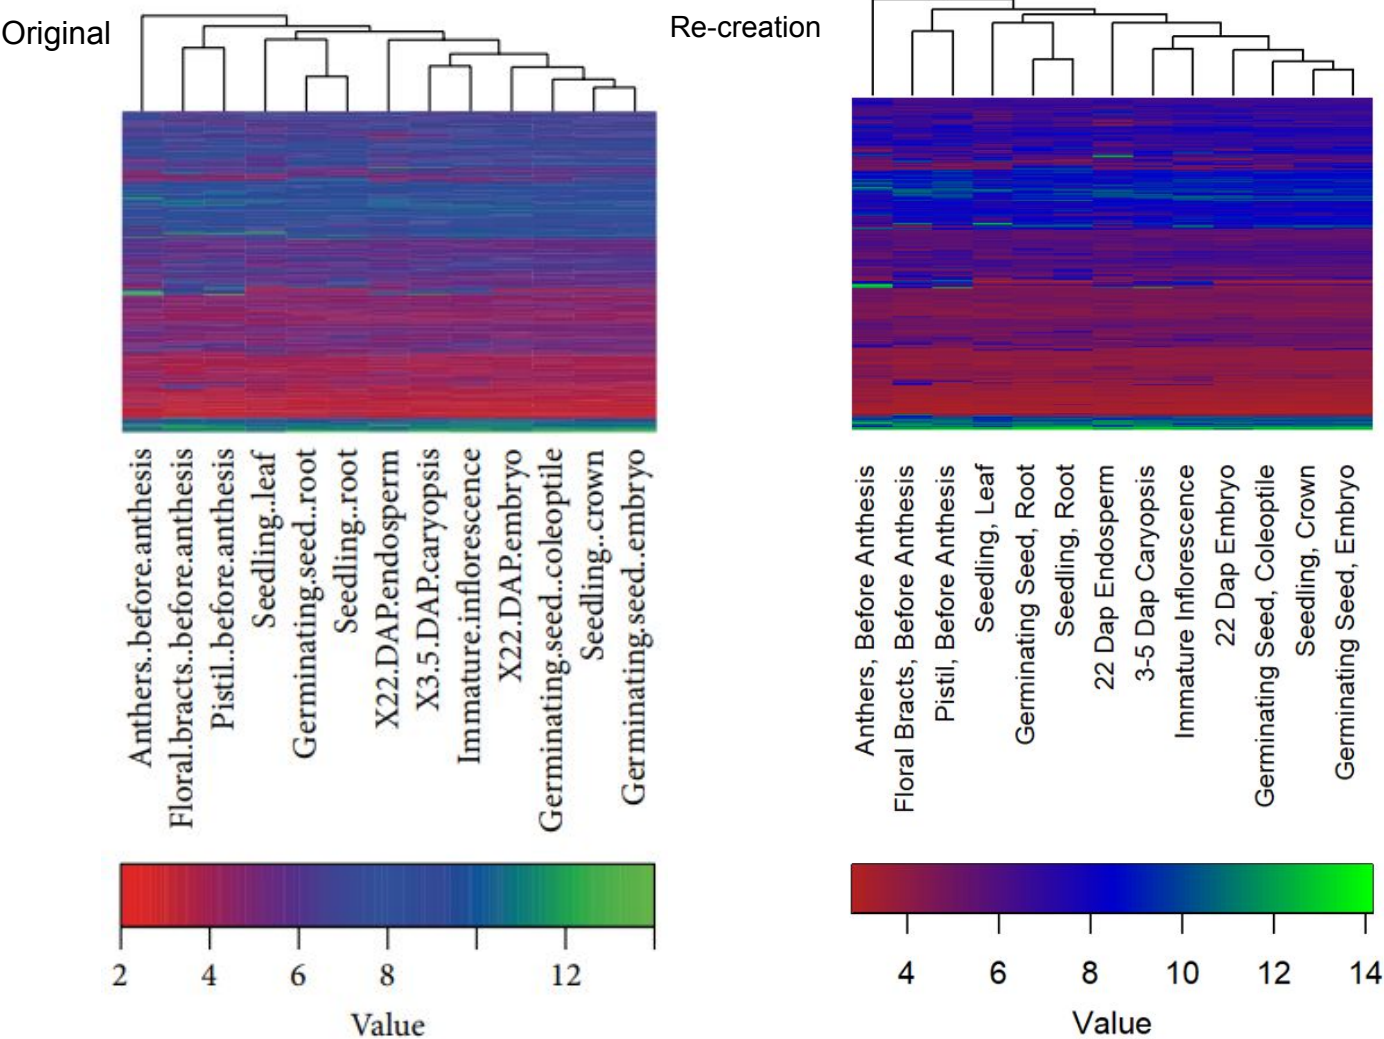 Original
Re-creation
Anthers..before.anthesis
Floral.bracts..before.anthesis
Pistil..before.anthesis
Seedling..leaf
Germinating.seed..root
Seedling..root
X22.DAP.endosperm
X3.5.DAP.caryopsis
Immature.inflorescence
X22.DAP.embryo
Germinating.seed..coleoptile
Seedling..crown
Germinating.seed..embryo
Anthers, Before Anthesis
Floral Bracts, Before Anthesis
Pistil, Before Anthesis
Seedling, Leaf
Germinating Seed, Root
Seedling, Root
22 Dap Endosperm
3-5 Dap Caryopsis
Immature Inflorescence
22 Dap Embryo
Germinating Seed, Coleoptile
Seedling, Crown
Germinating Seed, Embryo
2 4 6 8 12
Value
4 6 8 10 12 14
Value